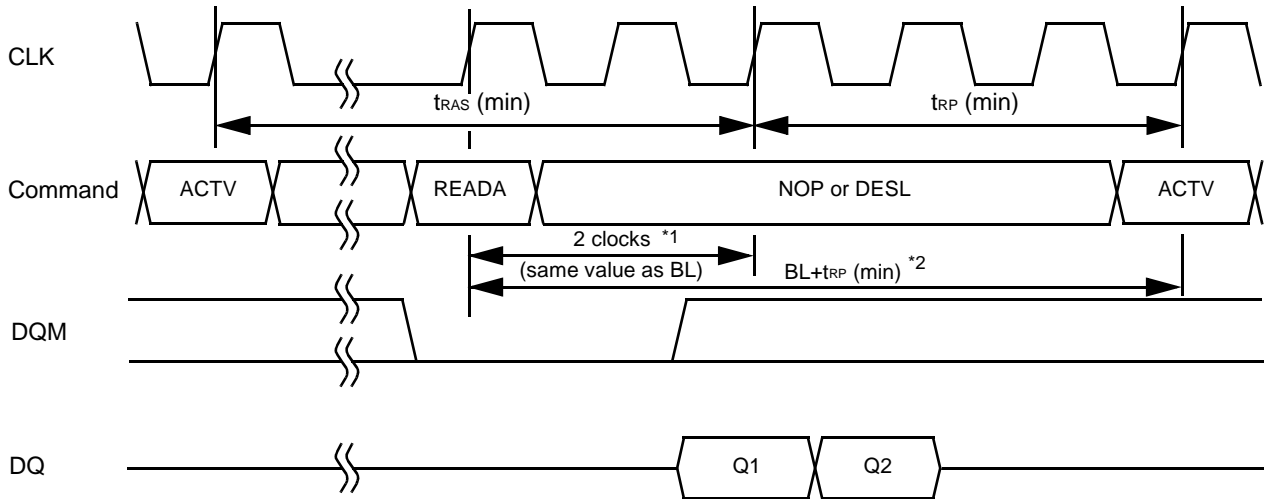 CLK
tRAS (min) tRP (min)
Command ACTV READA NOP or DESL ACTV
2 clocks *1
(same value as BL) BL+tRP (min) *2
DQM
DQ Q1 Q2